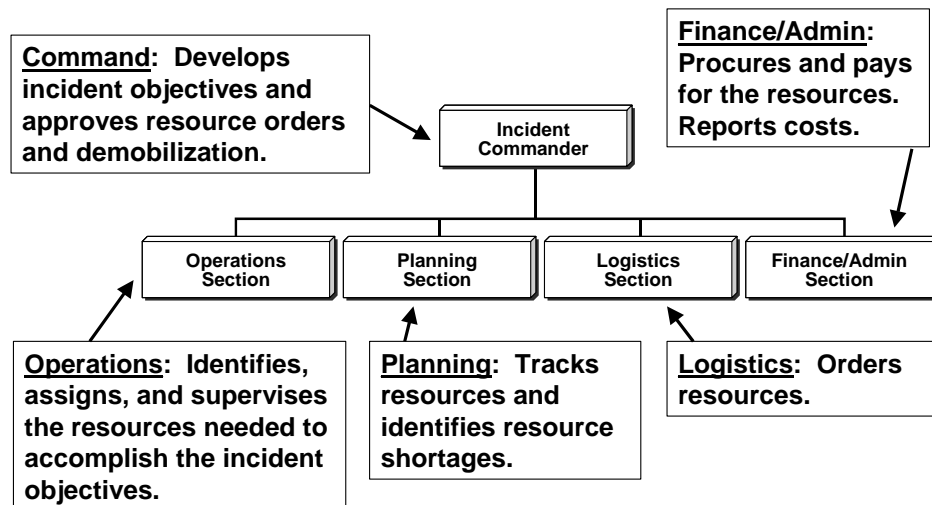 Command:  Develops
incident objectives and
approves resource orders
and demobilization.
Finance/Admin:
Procures and pays
for the resources.
Reports costs.
Incident
Commander
Operations
Section
Planning
Section
Logistics
Section
Finance/Admin
Section
Operations:  Identifies,
assigns, and supervises
the resources needed to
accomplish the incident
objectives.
Planning:  Tracks
resources and
identifies resource
shortages.
Logistics:  Orders
resources.